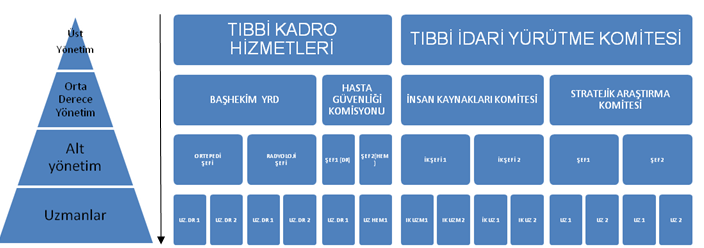 Üst
Yönetim
Orta
Derece
Yönetim
Alt
yönetim
Uzmanlar
TIBBİ KADRO
HİZMETLERİ
TIBBİ İDARİ YÜRÜTME KOMİTESİ
BAŞHEKİM YRD
HASTA
GÜVENLİĞİ
KOMİSYONU
İNSAN KAYNAKLARI KOMİTESİ
STRATEJİK ARAŞTIRMA
KOMİTESİ
ORTEPEDİ
ŞEFİ
RADYOLOJİ
ŞEFİ
ŞEF1 (DR)
ŞEF2(HEM
)
İKŞEFİ 1
İKŞEFİ 2
ŞEF1
ŞEF2
UZ. DR 1
UZ. DR 2
UZ. DR 1
UZ. DR 2
UZ. DR 1
UZ HEM1
IK UZM1
IK UZM2
İK UZ 1
IK UZ 2
UZ 1
UZ 2
UZ 1
UZ 2